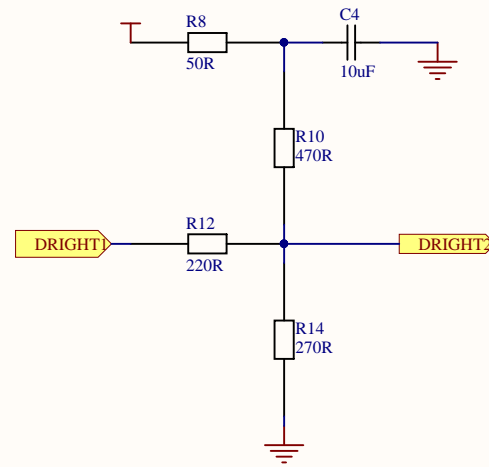 R8
C4
50R
10uF
R10
470R
R12
DRIGHT1
DRIGHT2
220R
R14
270R